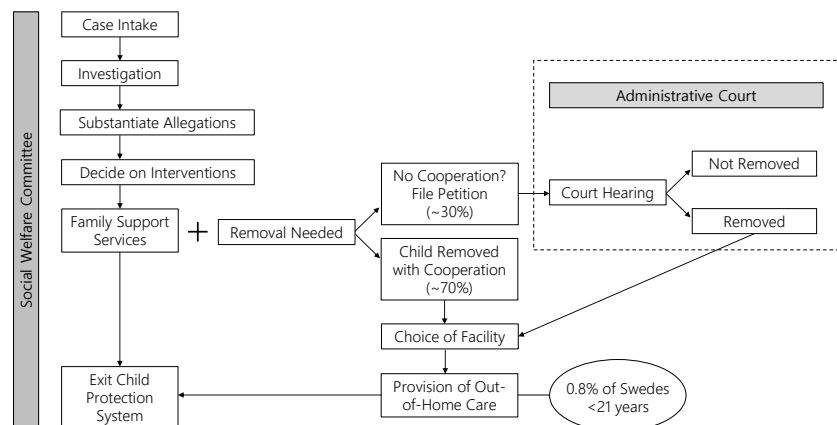 Social Welfare Committee
Case Intake
Investigation
Substantiate Allegations
Decide on Interventions
Family Support
Services
+
Removal Needed
No Cooperation?
File Petition
(~30%)
Child Removed
with Cooperation
(~70%)
Administrative Court
Court Hearing
Not Removed
Removed
Choice of Facility
Provision of Out-
of-Home Care
0.8% of Swedes
<21 years
Exit Child
Protection
System